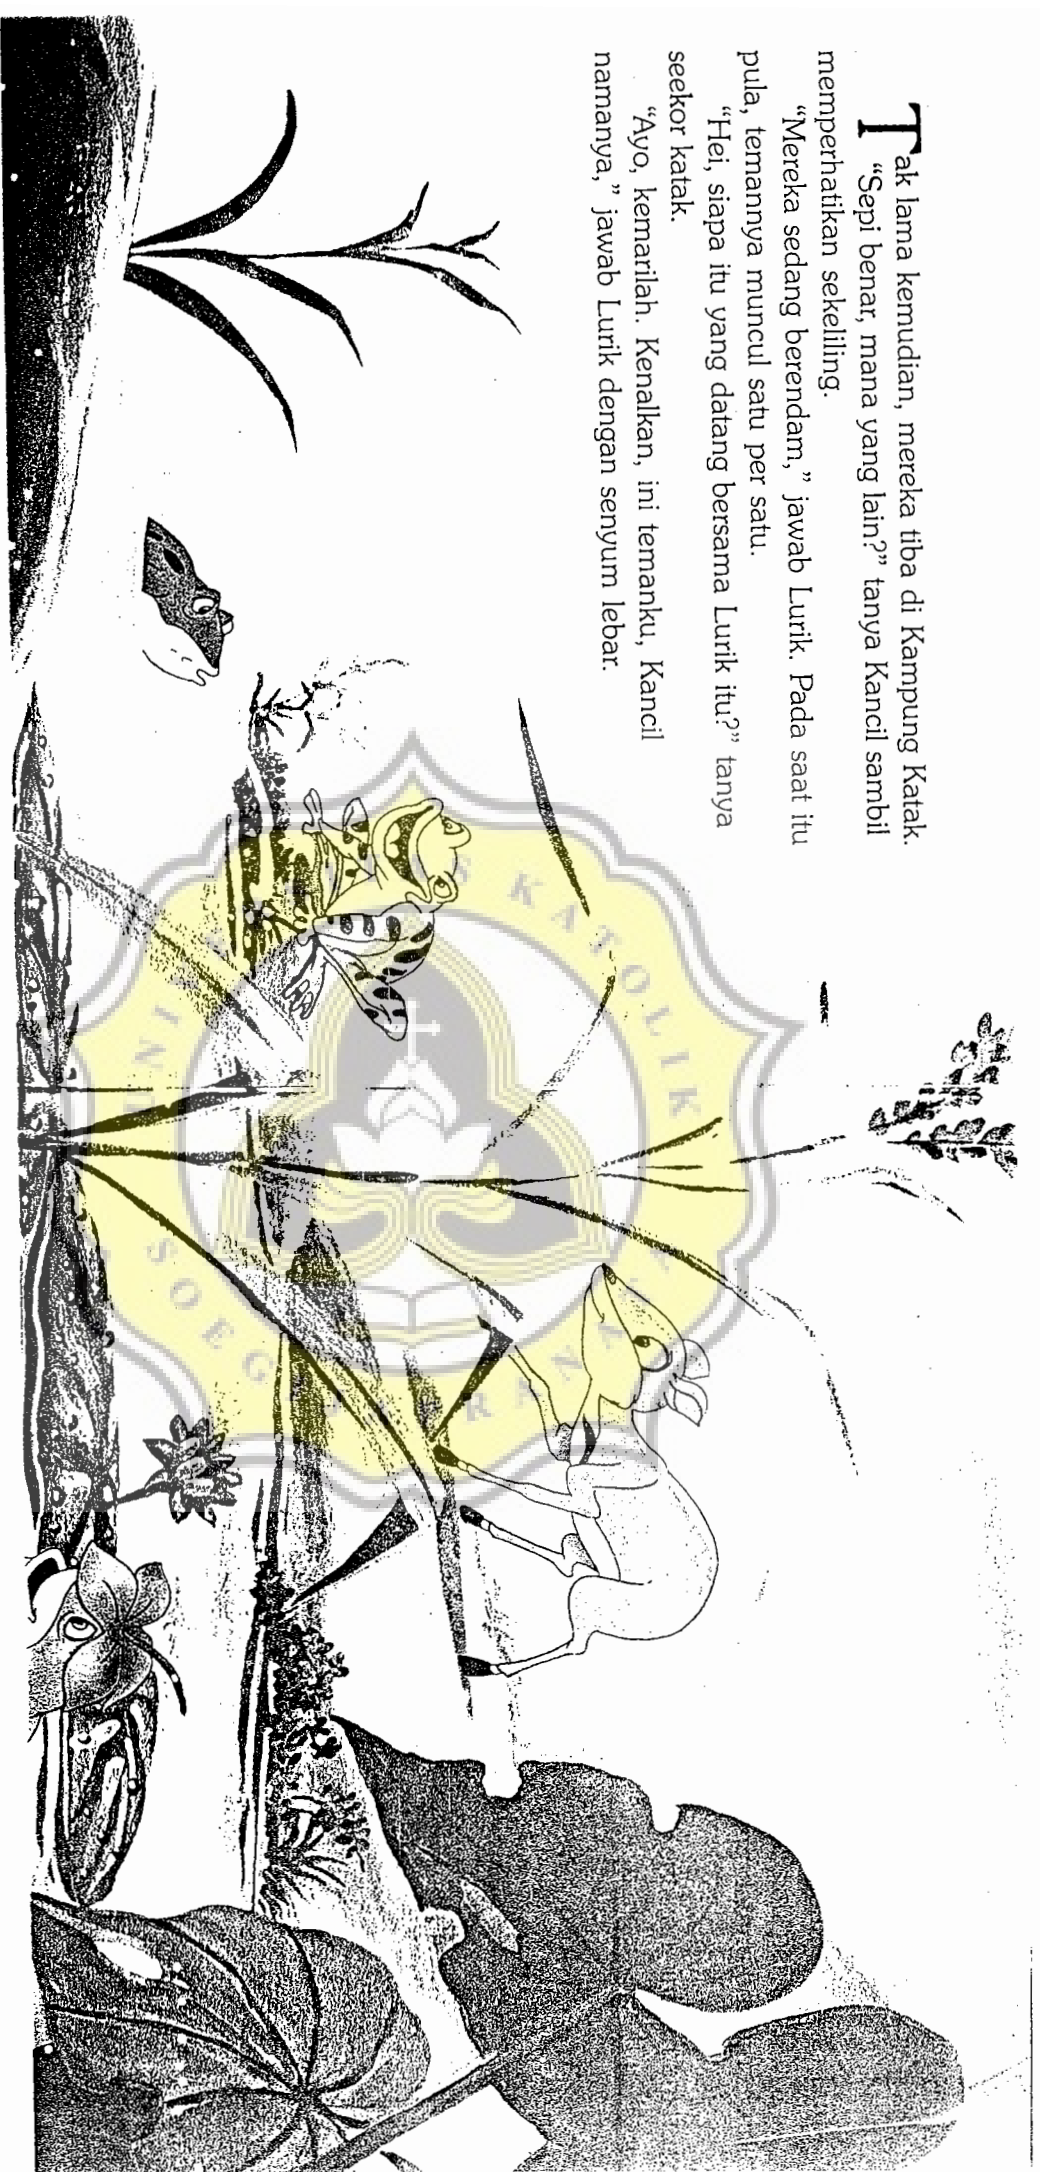 Tak lama kemudian, mereka tiba di Kampung Katak.
“Sepi benar, mana yang lain?” tanya Kancil sambil
memperhatikan sekeliling.
“Mereka sedang berendam,” jawab Lurik. Pada saat itu
pula, temannya muncul satu per satu.
“Hei, siapa itu yang datang bersama Lurik itu?” tanya
seekor katak.
“Ayo, kemarilah. Kenalkan, ini temanku, Kancil
namanya,” jawab Lurik dengan senyum lebar.
KATOLIK